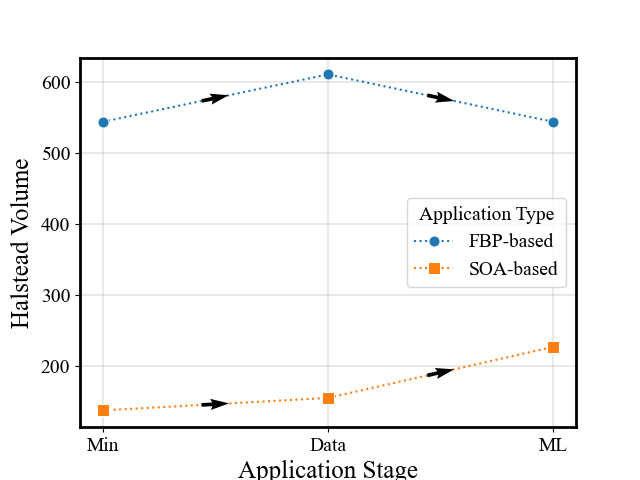 600
500
400
300
200
Halstead Volume
Application Type
FBP-based
SOA-based
Min Data ML
Application Stage